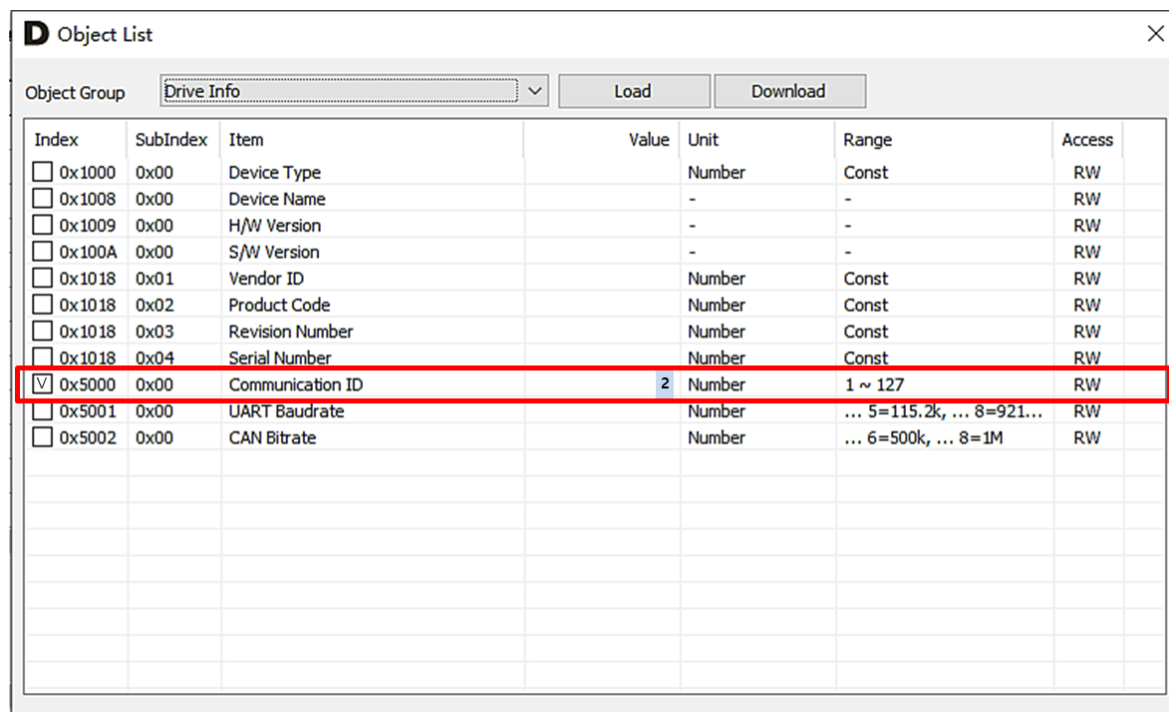 D Object List
Object Group Drive Info Load Download
Index SubIndex Item Value Unit Range Access
0x1000 0x00 Device Type Number Const RW
0x1008 0x00 Device Name - - RW
0x1009 0x00 H/W Version - - RW
0x100A 0x00 S/W Version - - RW
0x1018 0x01 Vendor ID Number Const RW
0x1018 0x02 Product Code Number Const RW
0x1018 0x03 Revision Number Number Const RW
0x1018 0x04 Serial Number Number Const RW
V 0x5000 0x00 Communication ID 2 Number 1 ~ 127 RW
0x5001 0x00 UART Baudrate Number ... 5=115.2k, ... 8=921... RW
0x5002 0x00 CAN Bitrate Number ... 6=500k, ... 8=1M RW